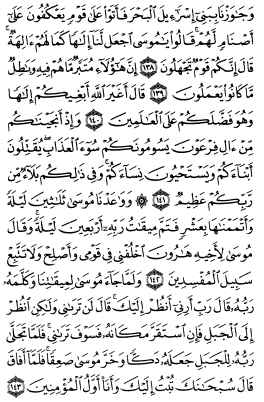 وَجَٰوَزْنَا بِبَنِىٓ إِسْرَٰٓءِيلَ ٱلْبَحْرَ فَأَتَوْا۟ عَلَىٰ قَوْمٍ يَعْكُفُونَ عَلَىٰٓ
أَصْنَامٍ لَّهُمْ ۚ قَالُوا۟ يَٰمُوسَى ٱجْعَل لَّنَآ إِلَٰهًا كَمَا لَهُمْ ءَالِهَةٌ ۚ
قَالَ إِنَّكُمْ قَوْمٌ تَجْهَلُونَ ١٣٨ إِنَّ هَٰٓؤُلَآءِ مُتَبَّرٌ مَّا هُمْ فِيهِ وَبَٰطِلٌ
مَّا كَانُوا۟ يَعْمَلُونَ ١٣٩ قَالَ أَغَيْرَ ٱللَّهِ أَبْغِيكُمْ إِلَٰهًا
وَهُوَ فَضَّلَكُمْ عَلَى ٱلْعَٰلَمِينَ ١٤٠ وَإِذْ أَنجَيْنَٰكُم
مِّنْ ءَالِ فِرْعَوْنَ يَسُومُونَكُمْ سُوٓءَ ٱلْعَذَابِ ۖ يُقَتِّلُونَ
أَبْنَآءَكُمْ وَيَسْتَحْيُونَ نِسَآءَكُمْ ۚ وَفِى ذَٰلِكُم بَلَآءٌ مِّن
رَّبِّكُمْ عَظِيمٌ ١٤١ ۞ وَوَٰعَدْنَا مُوسَىٰ ثَلَٰثِينَ لَيْلَةً
وَأَتْمَمْنَٰهَا بِعَشْرٍ فَتَمَّ مِيقَٰتُ رَبِّهِۦٓ أَرْبَعِينَ لَيْلَةً ۚ وَقَالَ
مُوسَىٰ لِأَخِيهِ هَٰرُونَ ٱخْلُفْنِى فِى قَوْمِى وَأَصْلِحْ وَلَا تَتَّبِعْ
سَبِيلَ ٱلْمُفْسِدِينَ ١٤٢ وَلَمَّا جَآءَ مُوسَىٰ لِمِيقَٰتِنَا وَكَلَّمَهُۥ
رَبُّهُۥ قَالَ رَبِّ أَرِنِىٓ أَنظُرْ إِلَيْكَ ۚ قَالَ لَن تَرَىٰنِى وَلَٰكِنِ ٱنظُرْ
إِلَى ٱلْجَبَلِ فَإِنِ ٱسْتَقَرَّ مَكَانَهُۥ فَسَوْفَ تَرَىٰنِى ۚ فَلَمَّا تَجَلَّىٰ
رَبُّهُۥ لِلْجَبَلِ جَعَلَهُۥ دَكًّا وَخَرَّ مُوسَىٰ صَعِقًا ۚ فَلَمَّآ أَفَاقَ
قَالَ سُبْحَٰنَكَ تُبْتُ إِلَيْكَ وَأَنَا۠ أَوَّلُ ٱلْمُؤْمِنِينَ ١٤٣